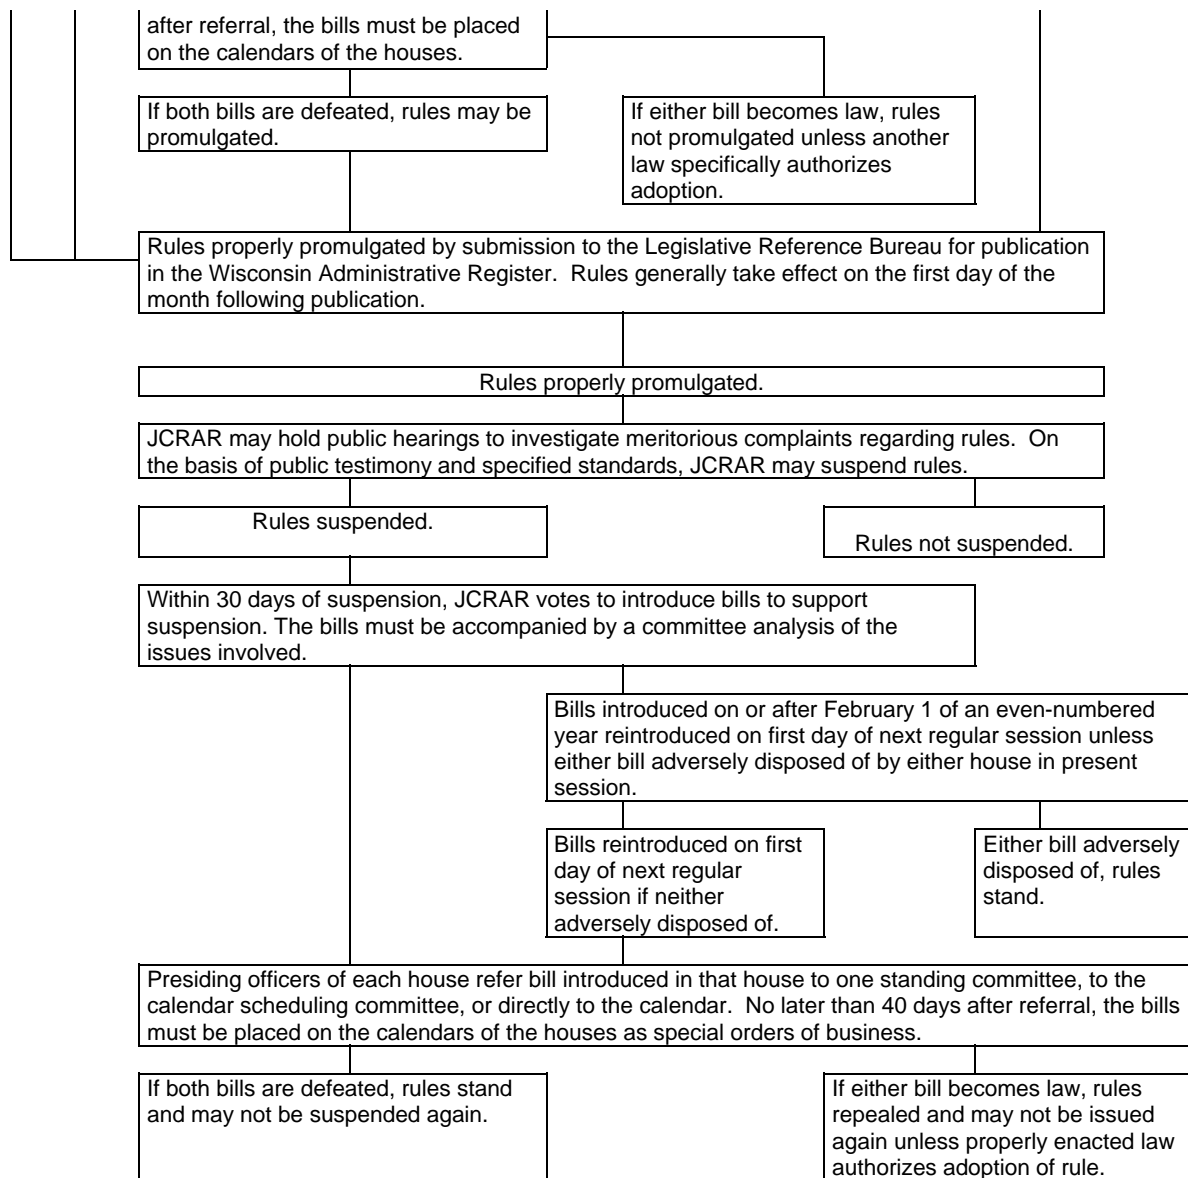 after referral, the bills must be placed
on the calendars of the houses.
If both bills are defeated, rules may be
promulgated.
If either bill becomes law, rules
not promulgated unless another
law specifically authorizes
adoption.
Rules properly promulgated by submission to the Legislative Reference Bureau for publication
in the Wisconsin Administrative Register.  Rules generally take effect on the first day of the
month following publication.
Rules properly promulgated.
JCRAR may hold public hearings to investigate meritorious complaints regarding rules.  On
the basis of public testimony and specified standards, JCRAR may suspend rules.
Rules suspended.
Rules not suspended.
Within 30 days of suspension, JCRAR votes to introduce bills to support
suspension. The bills must be accompanied by a committee analysis of the
issues involved.
Bills introduced on or after February 1 of an even-numbered
year reintroduced on first day of next regular session unless
either bill adversely disposed of by either house in present
session.
Bills reintroduced on first
day of next regular
session if neither
adversely disposed of.
Either bill adversely
disposed of, rules
stand.
Presiding officers of each house refer bill introduced in that house to one standing committee, to the
calendar scheduling committee, or directly to the calendar.  No later than 40 days after referral, the bills
must be placed on the calendars of the houses as special orders of business.
If both bills are defeated, rules stand
and may not be suspended again.
If either bill becomes law, rules
repealed and may not be issued
again unless properly enacted law
authorizes adoption of rule.